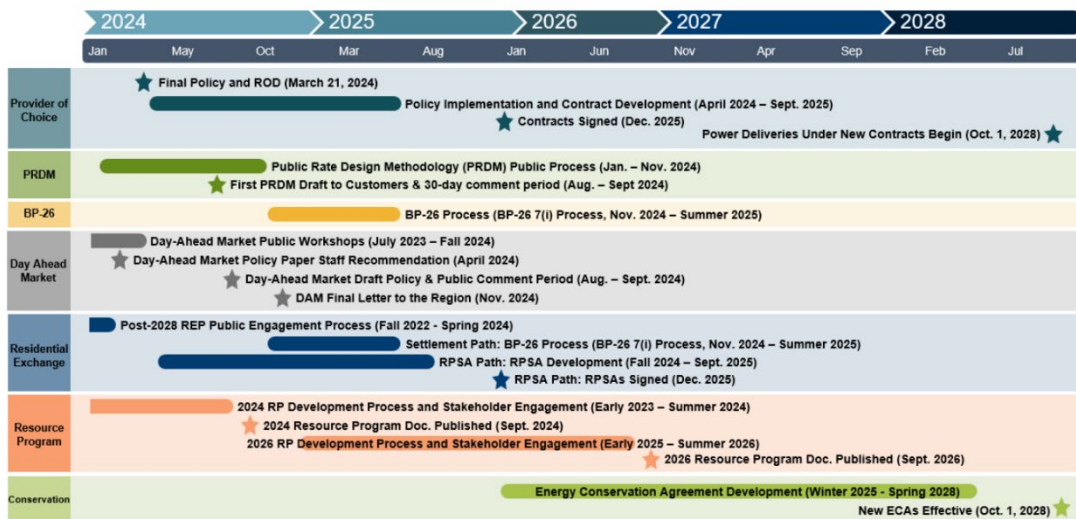 2024 2025 2026 2027 2028
Jan May Oct Mar Aug Jan Jun Nov Apr Sep Feb Jul
Provider of
Choice
Final Policy and ROD (March 21, 2024)
Policy Implementation and Contract Development (April 2024 – Sept. 2025)
Contracts Signed (Dec. 2025)
Power Deliveries Under New Contracts Begin (Oct. 1, 2028)
PRDM
Public Rate Design Methodology (PRDM) Public Process (Jan. – Nov. 2024)
First PRDM Draft to Customers & 30-day comment period (Aug. – Sept 2024)
BP-26
BP-26 Process (BP-26 7(i) Process, Nov. 2024 – Summer 2025)
Day Ahead
Market
Day-Ahead Market Public Workshops (July 2023 – Fall 2024)
Day-Ahead Market Policy Paper Staff Recommendation (April 2024)
Day-Ahead Market Draft Policy & Public Comment Period (Aug. – Sept. 2024)
DAM Final Letter to the Region (Nov. 2024)
Residential
Exchange
Post-2028 REP Public Engagement Process (Fall 2022 - Spring 2024)
Settlement Path: BP-26 Process (BP-26 7(i) Process, Nov. 2024 – Summer 2025)
RPSA Path: RPSA Development (Fall 2024 – Sept. 2025)
RPSA Path: RPSAs Signed (Dec. 2025)
Resource
Program
2024 RP Development Process and Stakeholder Engagement (Early 2023 – Summer 2024)
2024 Resource Program Doc. Published (Sept. 2024)
2026 RP Development Process and Stakeholder Engagement (Early 2025 – Summer 2026)
2026 Resource Program Doc. Published (Sept. 2026)
Conservation
Energy Conservation Agreement Development (Winter 2025 - Spring 2028)
New ECAs Effective (Oct. 1, 2028)